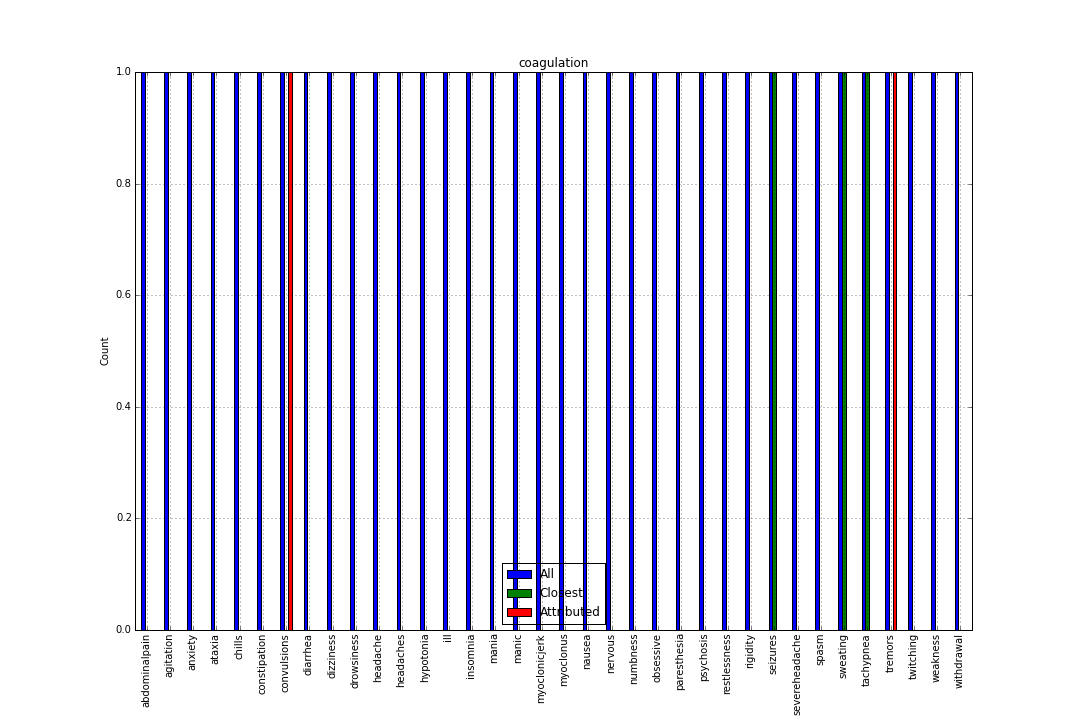 coagulation
1.0
0.8
0.6
0.4
0.2
0.0
Count
All
Closest
Attributed
abdominalpain
agitation
anxiety
ataxia
chills
constipation
convulsions
diarrhea
dizziness
drowsiness
headache
headaches
hypotonia
ill
insomnia
mania
manic
myoclonicjerk
myoclonus
nausea
nervous
numbness
obsessive
paresthesia
psychosis
restlessness
rigidity
seizures
severeheadache
spasm
sweating
tachypnea
tremors
twitching
weakness
withdrawal